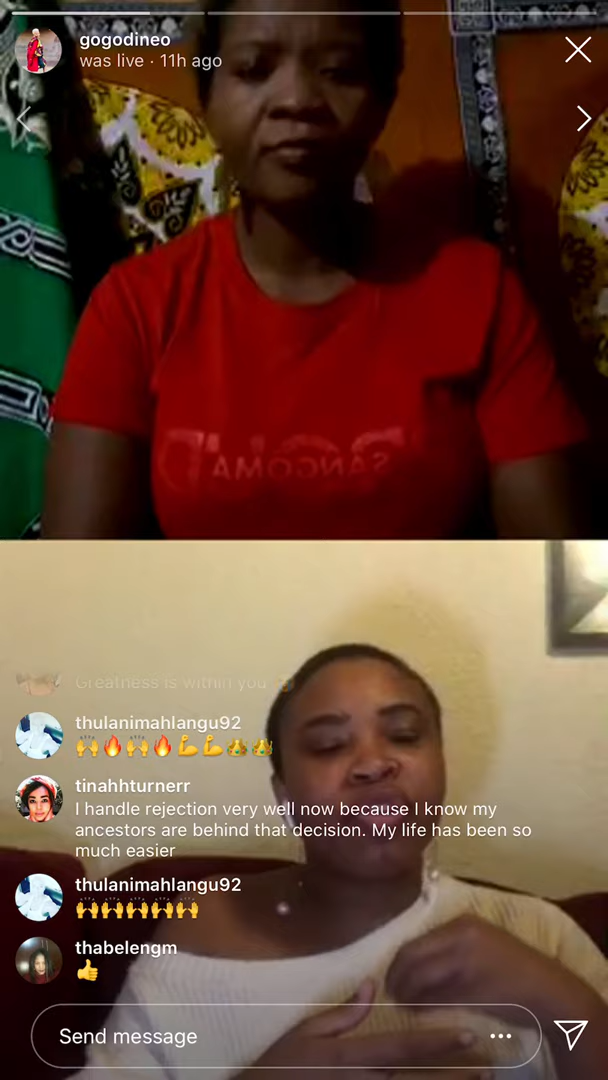 gogodineo
was live · 11h ago
SANGOMA
Greatness is within you
thulanimahlangu92
🙌🔥🙌🔥💪💪👑👑
tinahhturnerr
I handle rejection very well now because I know my
ancestors are behind that decision. My life has been so
much easier
thulanimahlangu92
🙌🙌🙌🙌🙌
thabelengm
👍
Send message